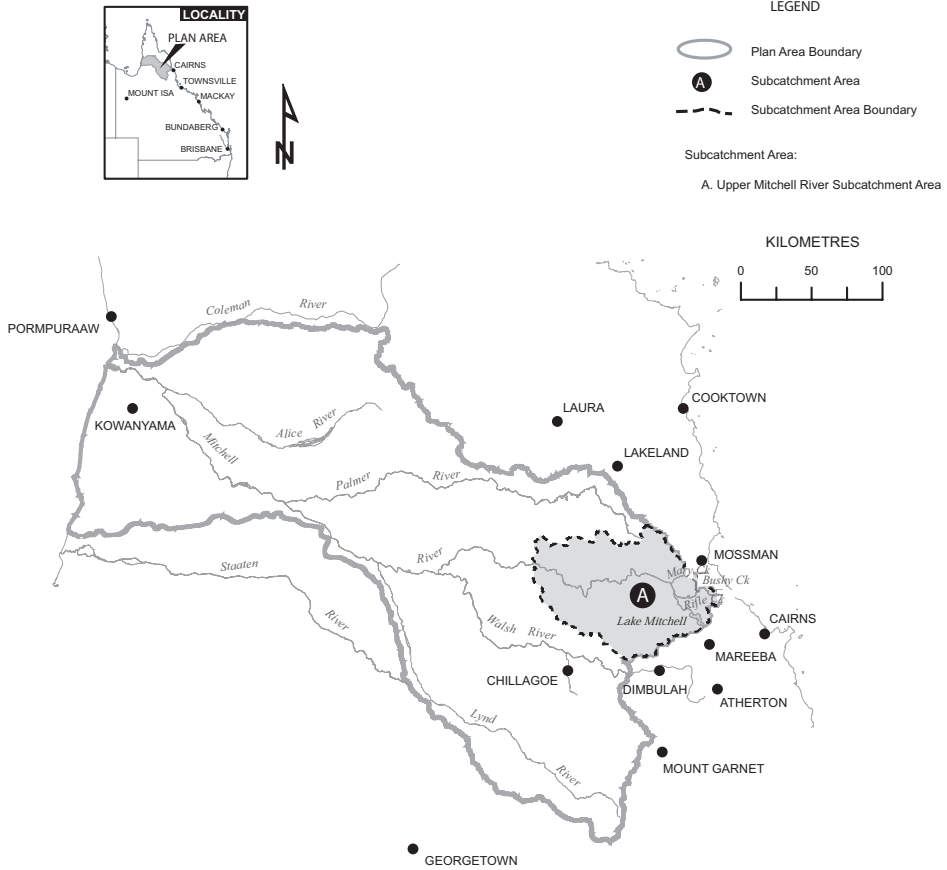 LOCALITY
PLAN AREA
CAIRNS
TOWNSVILLE
MOUNT ISA
MACKAY
BUNDABERG
BRISBANE
N
LEGEND
Plan Area Boundary
A
Subcatchment Area
Subcatchment Area Boundary
Subcatchment Area:
A. Upper Mitchell River Subcatchment Area
KILOMETRES
0 50 100
PORMPURAAW
Coleman River
KOWANYAMA
Mitchell
Alice River
LAURA
COOKTOWN
LAKELAND
Palmer River
Staaten
River
River
MOSSMAN
Mary Ck
Bushy Ck
Rifle Ck
A
Lake Mitchell
Walsh River
CAIRNS
MAREEBA
CHILLAGOE
DIMBULAH
ATHERTON
Lynd
River
MOUNT GARNET
GEORGETOWN